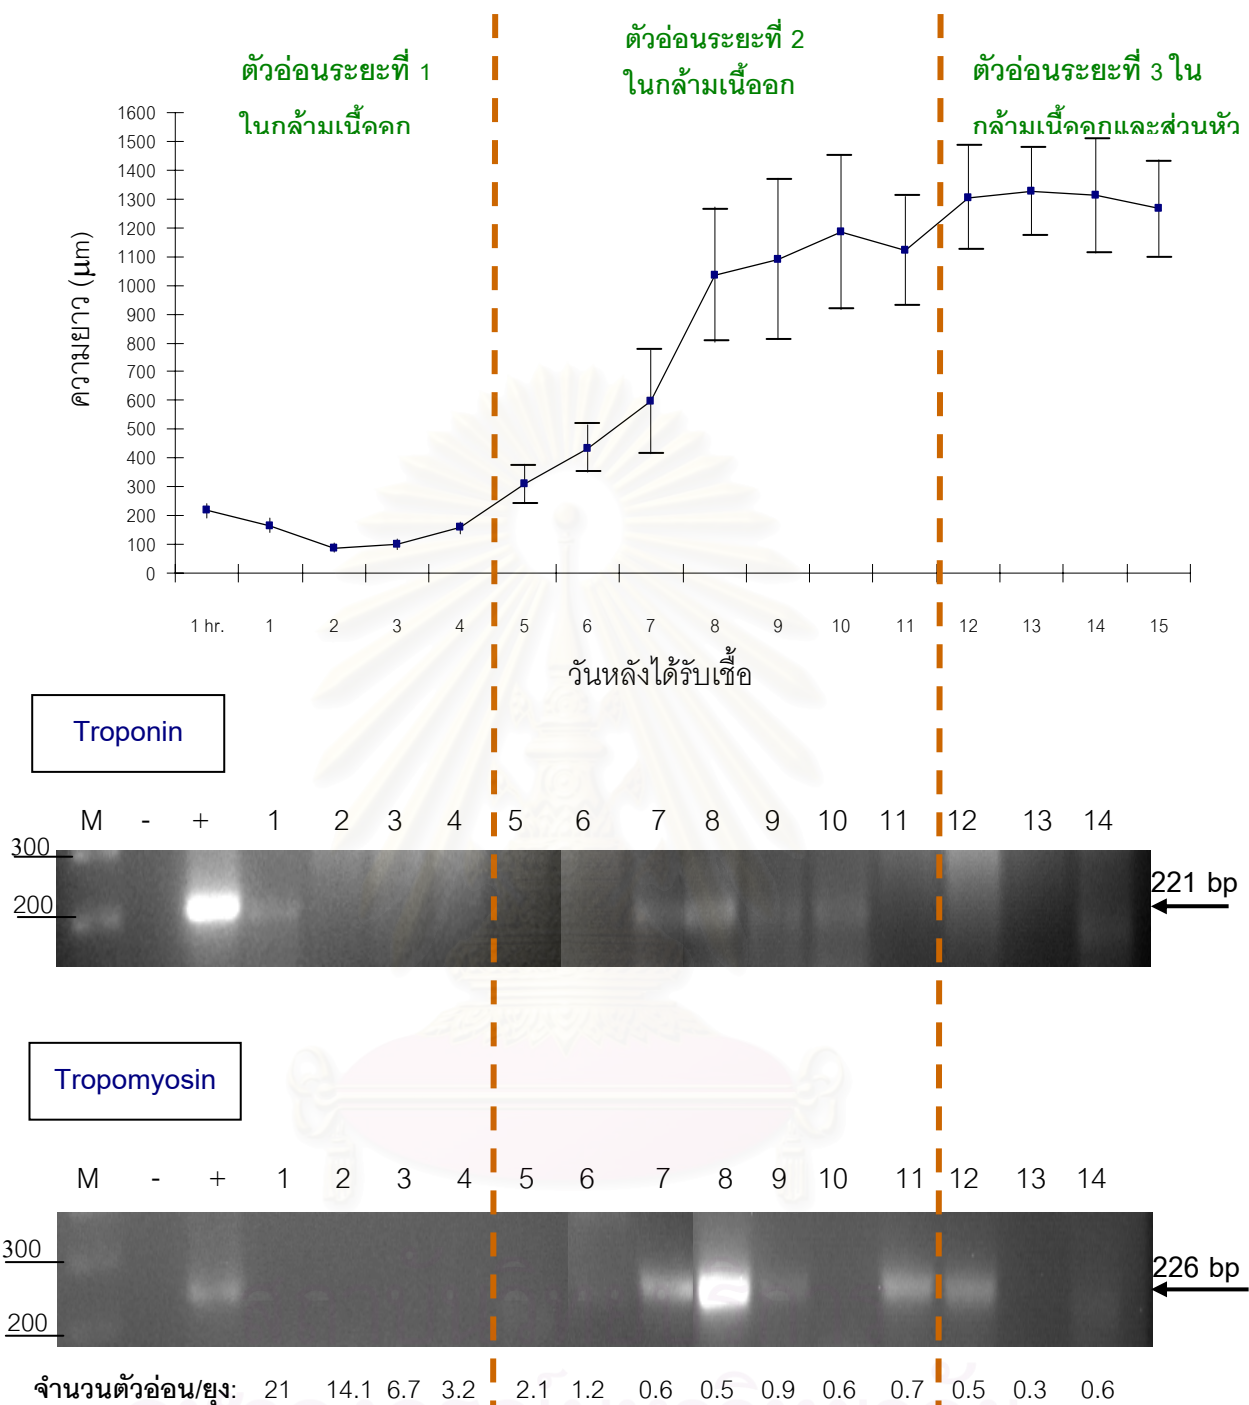 ตัวอ่อนระยะที่ 1
ในกล้ามเนื้ออก
ตัวอ่อนระยะที่ 2
ในกล้ามเนื้ออก
ตัวอ่อนระยะที่ 3 ใน
กล้ามเนื้ออกและส่วนหัว
ความยาว (μm)
1600
1500
1400
1300
1200
1100
1000
900
800
700
600
500
400
300
200
100
0
1 hr. 1 2 3 4 5 6 7 8 9 10 11 12 13 14 15
วันหลังได้รับเชื้อ
Troponin
M - + 1 2 3 4 5 6 7 8 9 10 11 12 13 14
300
200
221 bp
Tropomyosin
M - + 1 2 3 4 5 6 7 8 9 10 11 12 13 14
300
200
226 bp
จำนวนตัวอ่อน/ยุง: 21 14.1 6.7 3.2 2.1 1.2 0.6 0.5 0.9 0.6 0.7 0.5 0.3 0.6